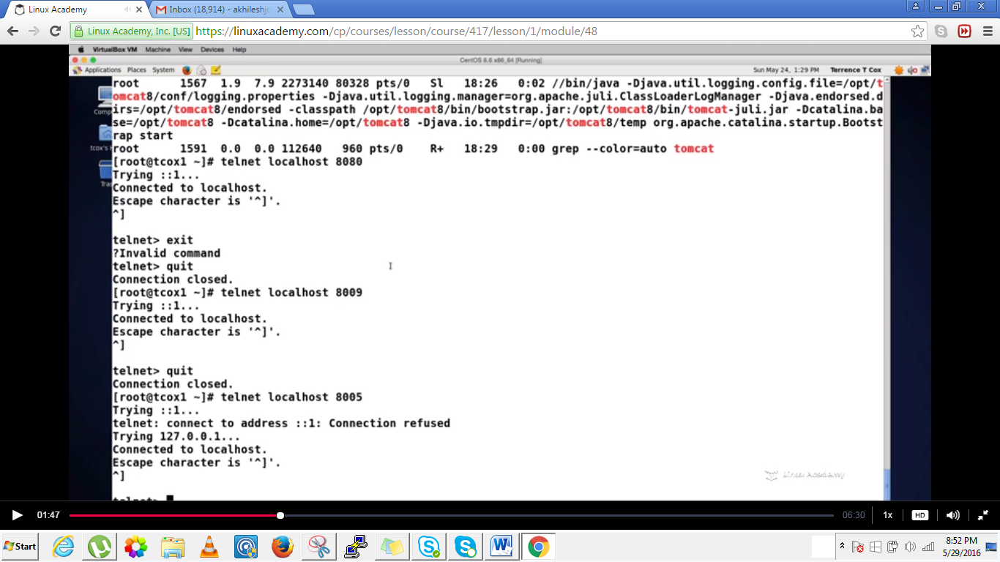 Linux Academy
Inbox (18,914) - akhileshj
Linux Academy, Inc. [US]
https://linuxacademy.com/cp/courses/lesson/course/417/lesson/1/module/48
VirtualBox VM Machine View Devices Help
CentOS 6.6 x86_64 [Running]
Applications Places System
Sun May 24, 1:29 PM Terrence T Cox
root 1567 1.9 7.9 2273140 80328 pts/0 Sl 18:26 0:02 //bin/java -Djava.util.logging.config.file=/opt/t
omcat8/conf/logging.properties -Djava.util.logging.manager=org.apache.juli.ClassLoaderLogManager -Djava.endorsed.d
irs=/opt/tomcat8/endorsed -classpath /opt/tomcat8/bin/bootstrap.jar:/opt/tomcat8/bin/tomcat-juli.jar -Dcatalina.ba
se=/opt/tomcat8 -Dcatalina.home=/opt/tomcat8 -Djava.io.tmpdir=/opt/tomcat8/temp org.apache.catalina.startup.Bootst
rap start
root 1591 0.0 0.0 112640 960 pts/0 R+ 18:29 0:00 grep --color=auto tomcat
[root@tcox1 ~]# telnet localhost 8080
Trying ::1...
Connected to localhost.
Escape character is '^]'.
^]
telnet> exit
?Invalid command
telnet> quit
Connection closed.
[root@tcox1 ~]# telnet localhost 8009
Trying ::1...
Connected to localhost.
Escape character is '^]'.
^]
telnet> quit
Connection closed.
[root@tcox1 ~]# telnet localhost 8005
Trying ::1...
telnet: connect to address ::1: Connection refused
Trying 127.0.0.1...
Connected to localhost.
Escape character is '^]'.
^]
telnet>
Comp
tcox's H
Tras
Linux Academy
01:47
06:30
1x
HD
Start
8:52 PM
5/29/2016